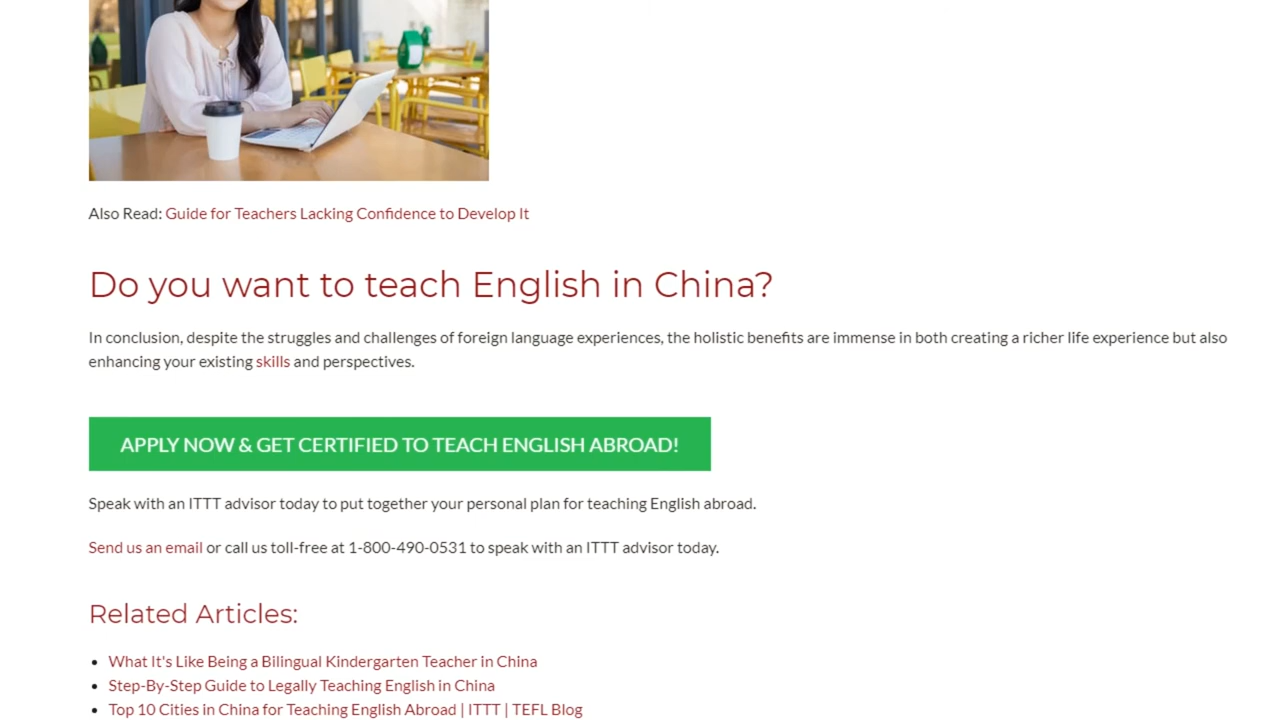 Also Read: Guide for Teachers Lacking Confidence to Develop It
Do you want to teach English in China?
In conclusion, despite the struggles and challenges of foreign language experiences, the holistic benefits are immense in both creating a richer life experience but also
enhancing your existing skills and perspectives.
APPLY NOW & GET CERTIFIED TO TEACH ENGLISH ABROAD!
Speak with an ITTT advisor today to put together your personal plan for teaching English abroad.
Send us an email or call us toll-free at 1-800-490-0531 to speak with an ITTT advisor today.
Related Articles:
• What It's Like Being a Bilingual Kindergarten Teacher in China
• Step-By-Step Guide to Legally Teaching English in China
• Top 10 Cities in China for Teaching English Abroad | ITTT | TEFL Blog